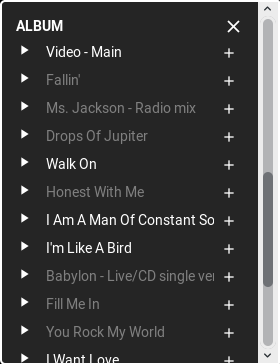 ALBUM
Video - Main
Fallin'
Ms. Jackson - Radio mix
Drops Of Jupiter
Walk On
Honest With Me
I Am A Man Of Constant So
I'm Like A Bird
Babylon - Live/CD single ver
Fill Me In
You Rock My World
I Want Love